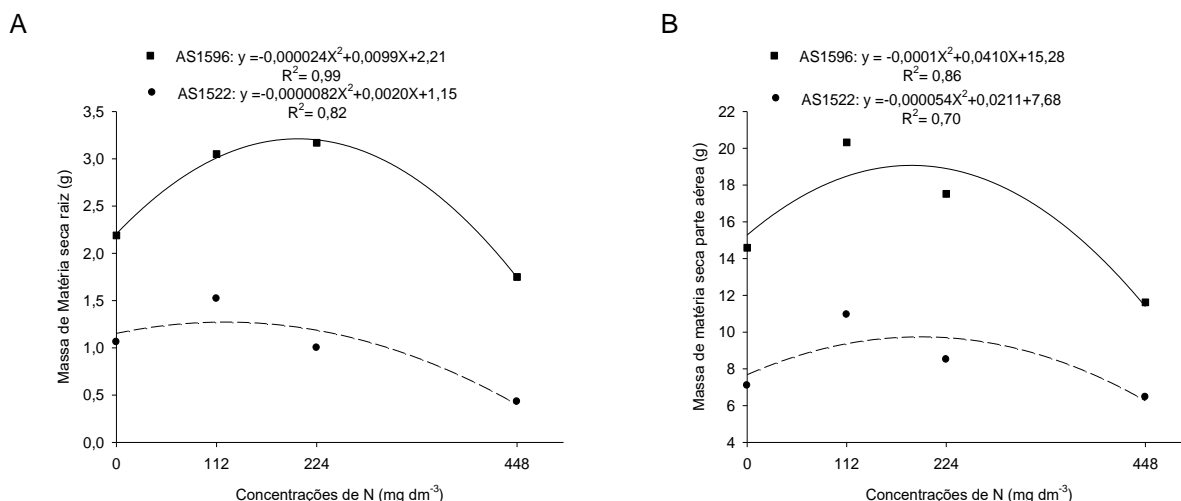 A
AS1596: y =-0,000024X²+0,0099X+2,21
R²= 0,99
AS1522: y =-0,0000082X²+0,0020X+1,15
R²= 0,82
3,5
3,0
2,5
2,0
1,5
1,0
0,5
0,0
Massa de Matéria seca raiz (g)
0 112 224 448
Concentrações de N (mg dm⁻³)
B
AS1596: y = -0,0001X²+0,0410X+15,28
R²= 0,86
AS1522: y =-0,000054X²+0,0211+7,68
R²= 0,70
22
20
18
16
14
12
10
8
6
4
Massa de matéria seca parte aérea (g)
0 112 224 448
Concentrações de N (mg dm⁻³)